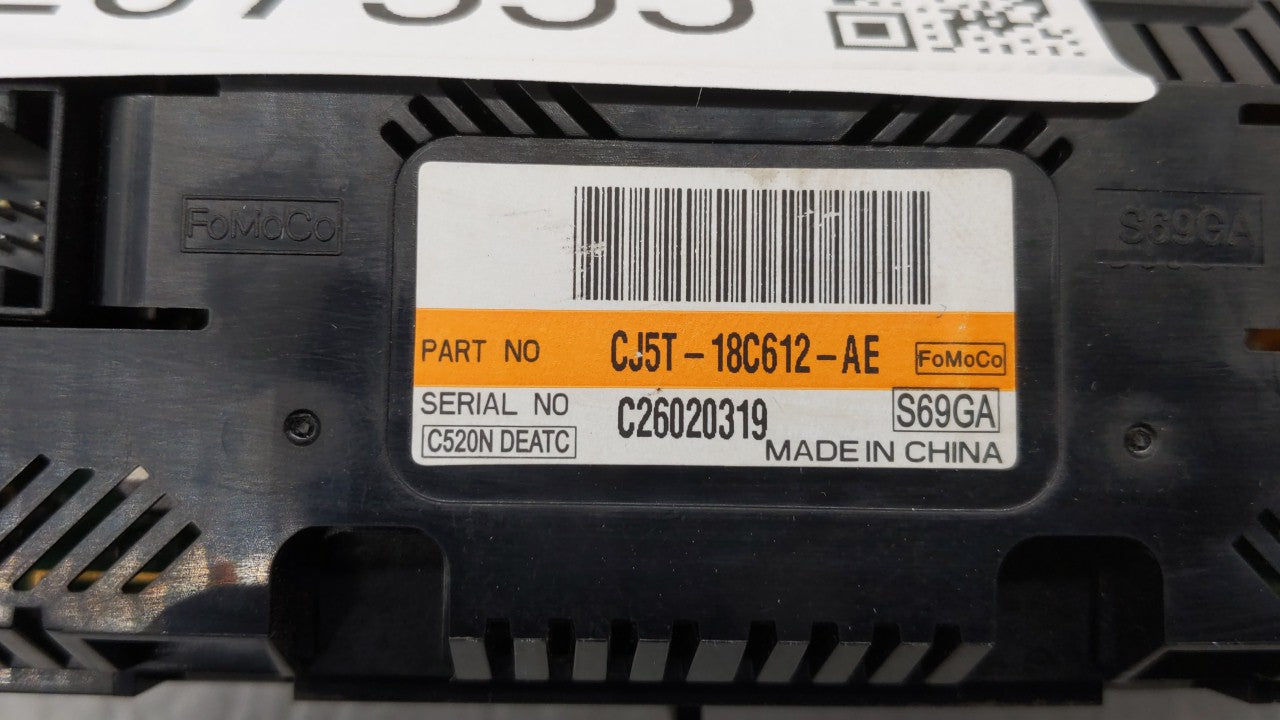 FoMoCo
S69GA
PART NO CJ5T-18C612-AE FoMoCo
SERIAL NO C26020319 S69GA
C520N DEATC MADE IN CHINA